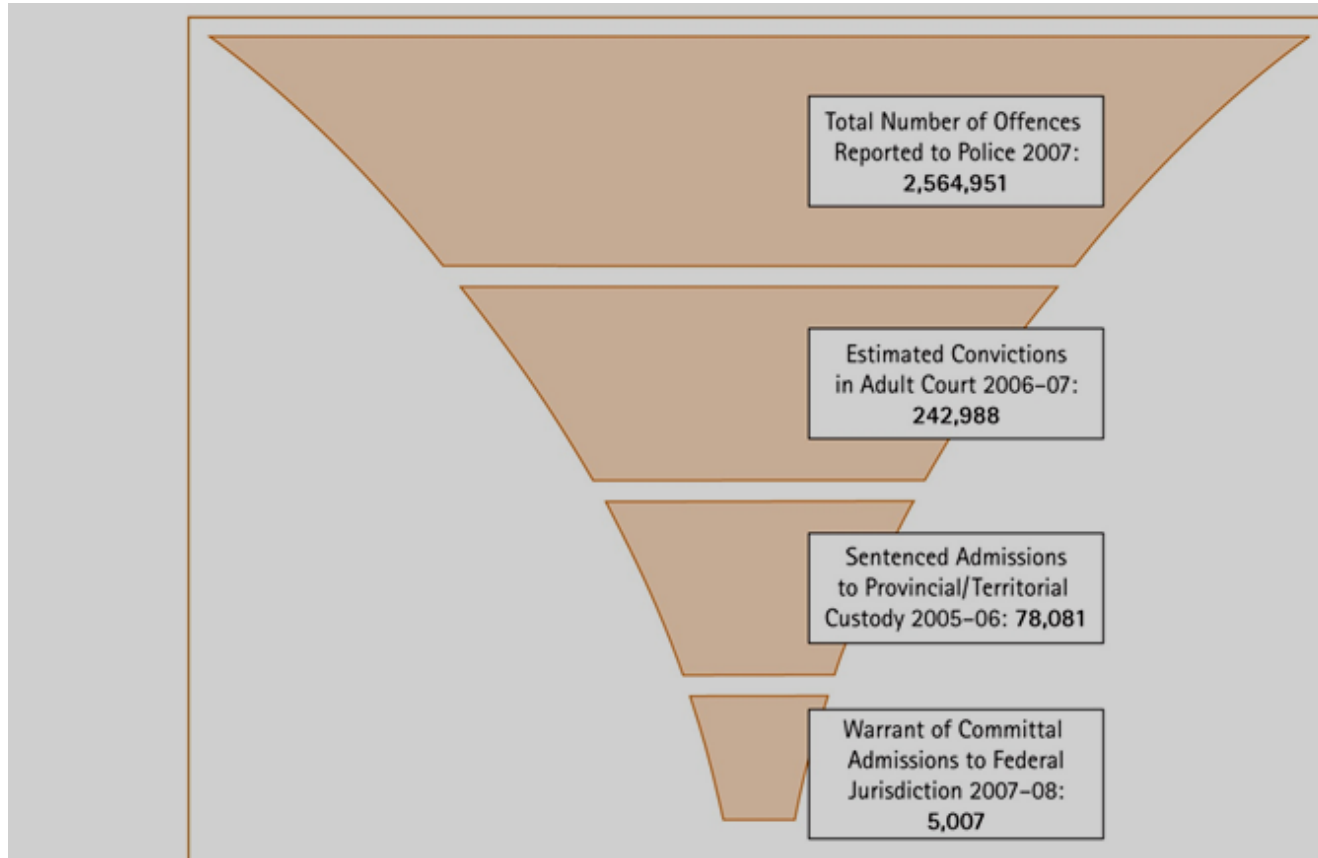 Total Number of Offences
Reported to Police 2007:
2,564,951
Estimated Convictions
in Adult Court 2006–07:
242,988
Sentenced Admissions
to Provincial/Territorial
Custody 2005–06: 78,081
Warrant of Committal
Admissions to Federal
Jurisdiction 2007–08:
5,007